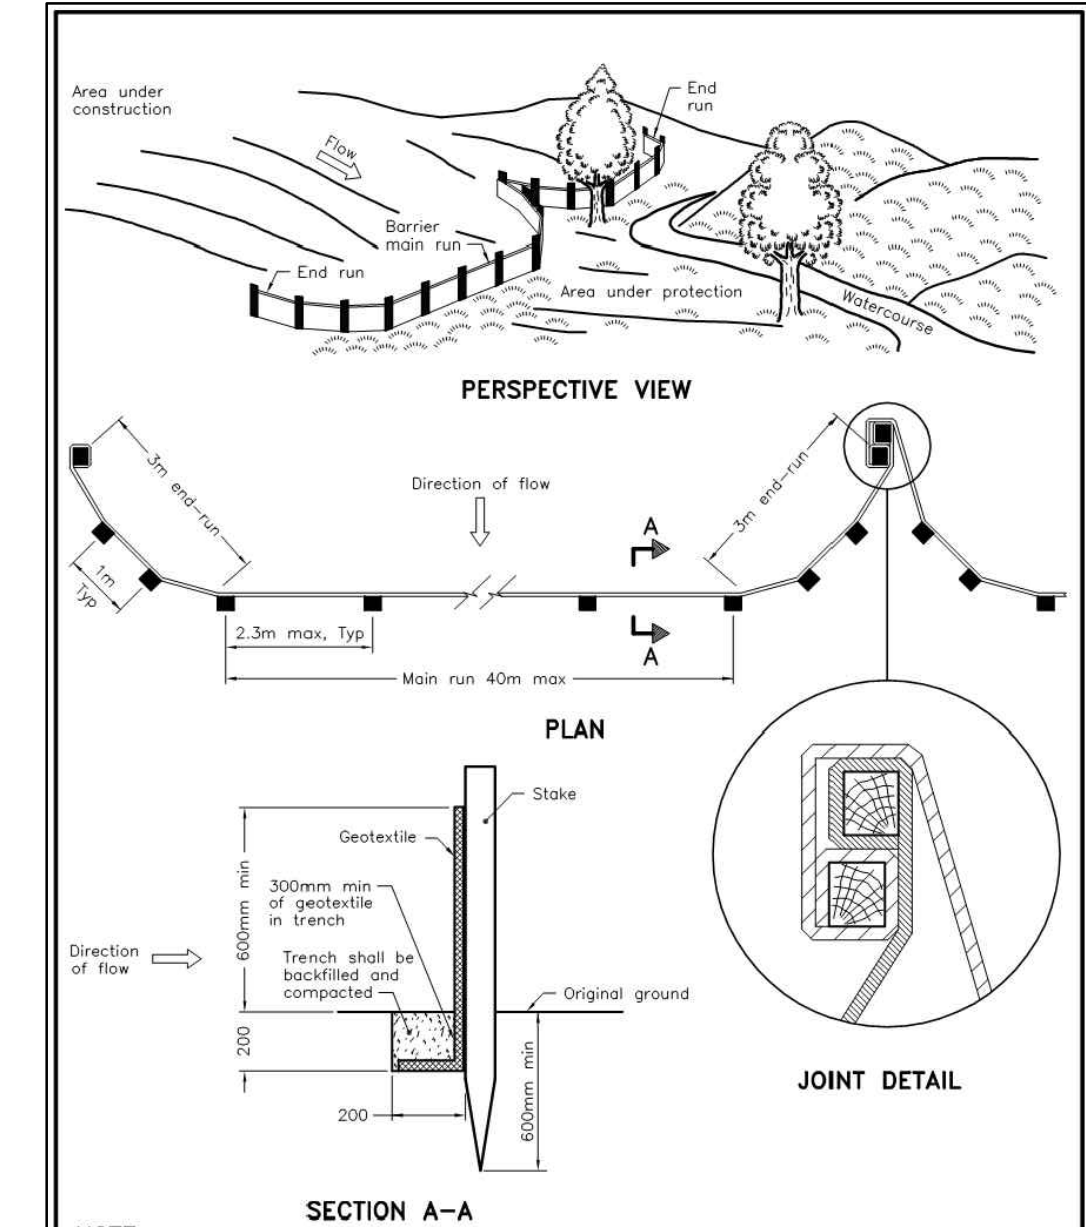 Area under
construction
End
run
Flow
Barrier
main run
End run
Area under protection
Watercourse
PERSPECTIVE VIEW
3m end-run
Direction of flow
3m end-run
A
1m
Typ
2.3m max, Typ
A
Main run 40m max
PLAN
Stake
Geotextile
600mm min
300mm min
of geotextile
in trench
Direction
of flow
Trench shall be
backfilled and
compacted
Original ground
200
600mm min
200
JOINT DETAIL
SECTION A-A